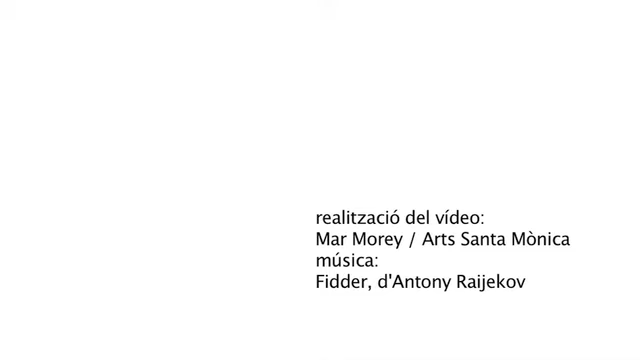 realització del vídeo:
Mar Morey / Arts Santa Mònica
música:
Fidder, d'Antony Raijekov